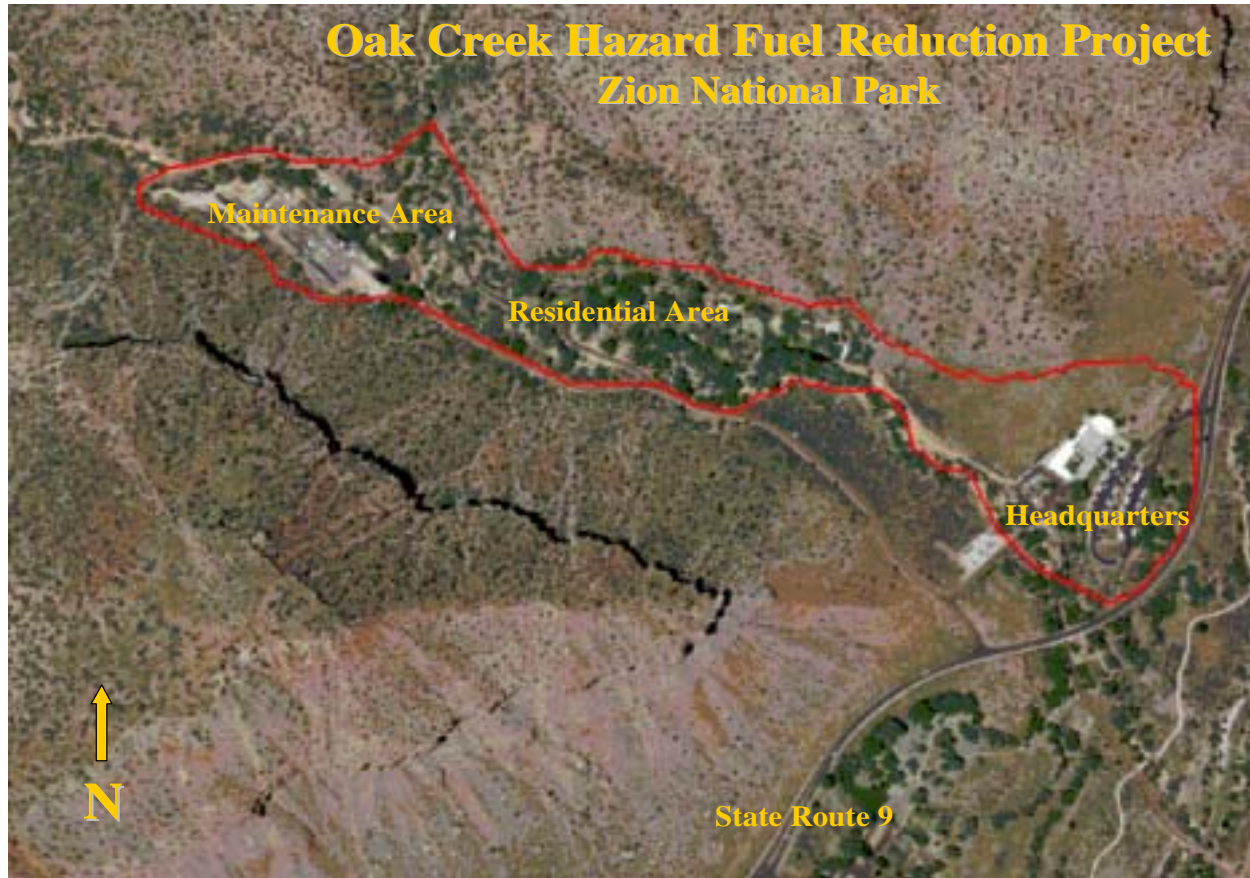 Oak Creek Hazard Fuel Reduction Project
Zion National Park
Maintenance Area
Residential Area
Headquarters
N
State Route 9